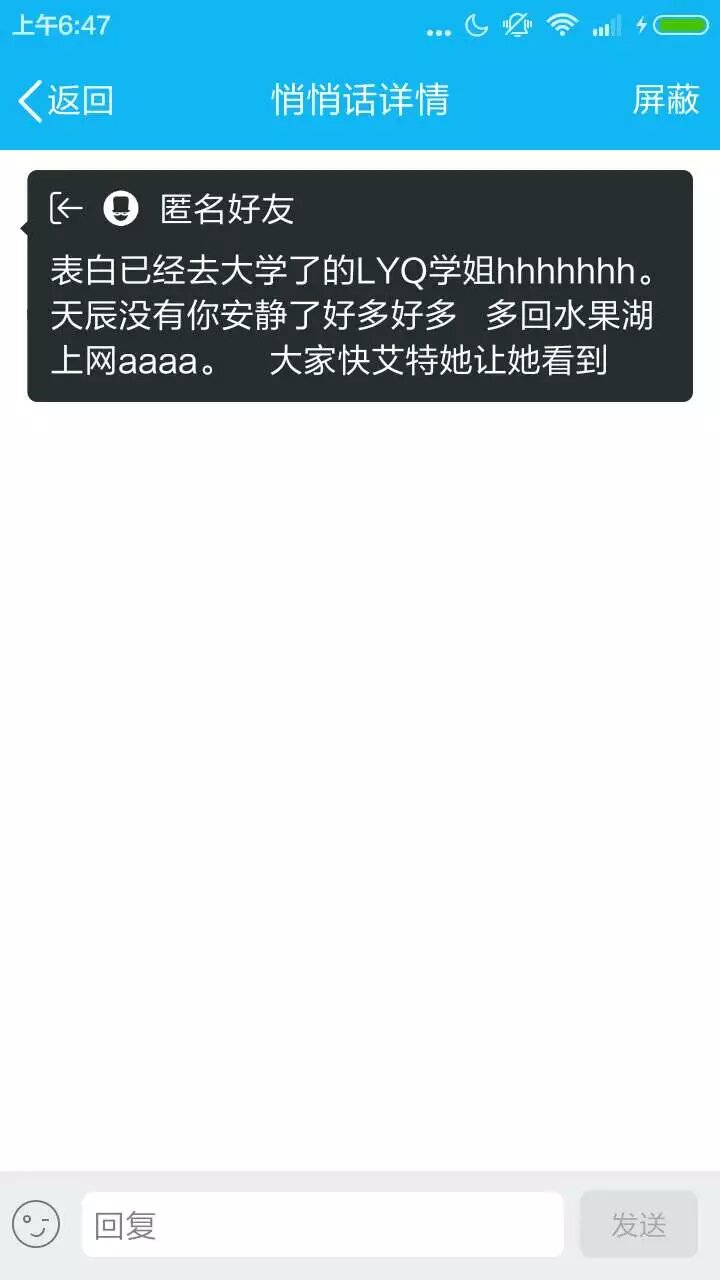 上午6:47
返回
悄悄话详情
屏蔽
匿名好友
表白已经去大学了的LYQ学姐hhhhhhh。
天辰没有你安静了好多好多 多回水果湖
上网aaaa。 大家快艾特她让她看到
回复
发送